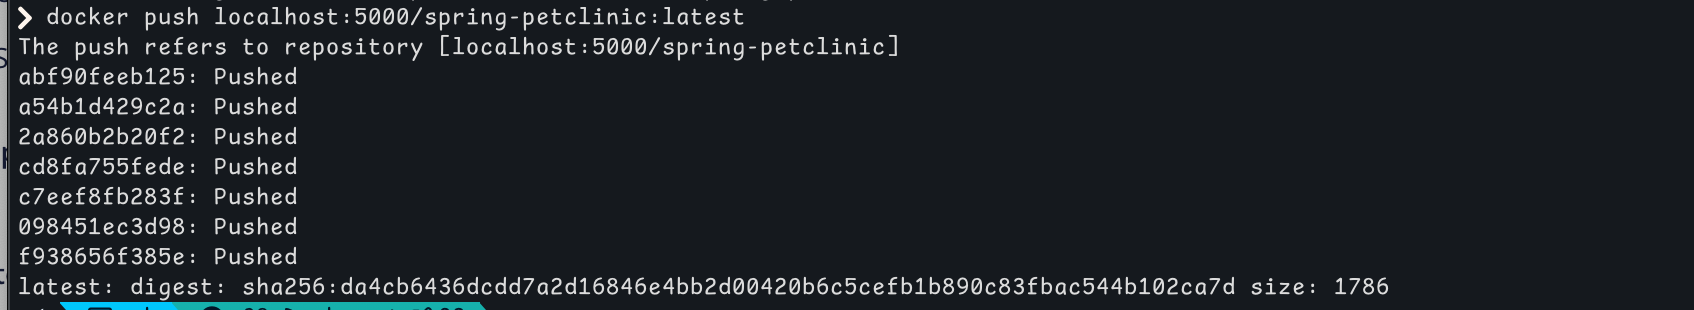 ❯ docker push localhost:5000/spring-petclinic:latest
The push refers to repository [localhost:5000/spring-petclinic]
abf90feeb125: Pushed
a54b1d429c2a: Pushed
2a860b2b20f2: Pushed
cd8fa755fede: Pushed
c7eef8fb283f: Pushed
098451ec3d98: Pushed
f938656f385e: Pushed
latest: digest: sha256:da4cb6436dcdd7a2d16846e4bb2d00420b6c5cefb1b890c83fbac544b102ca7d size: 1786